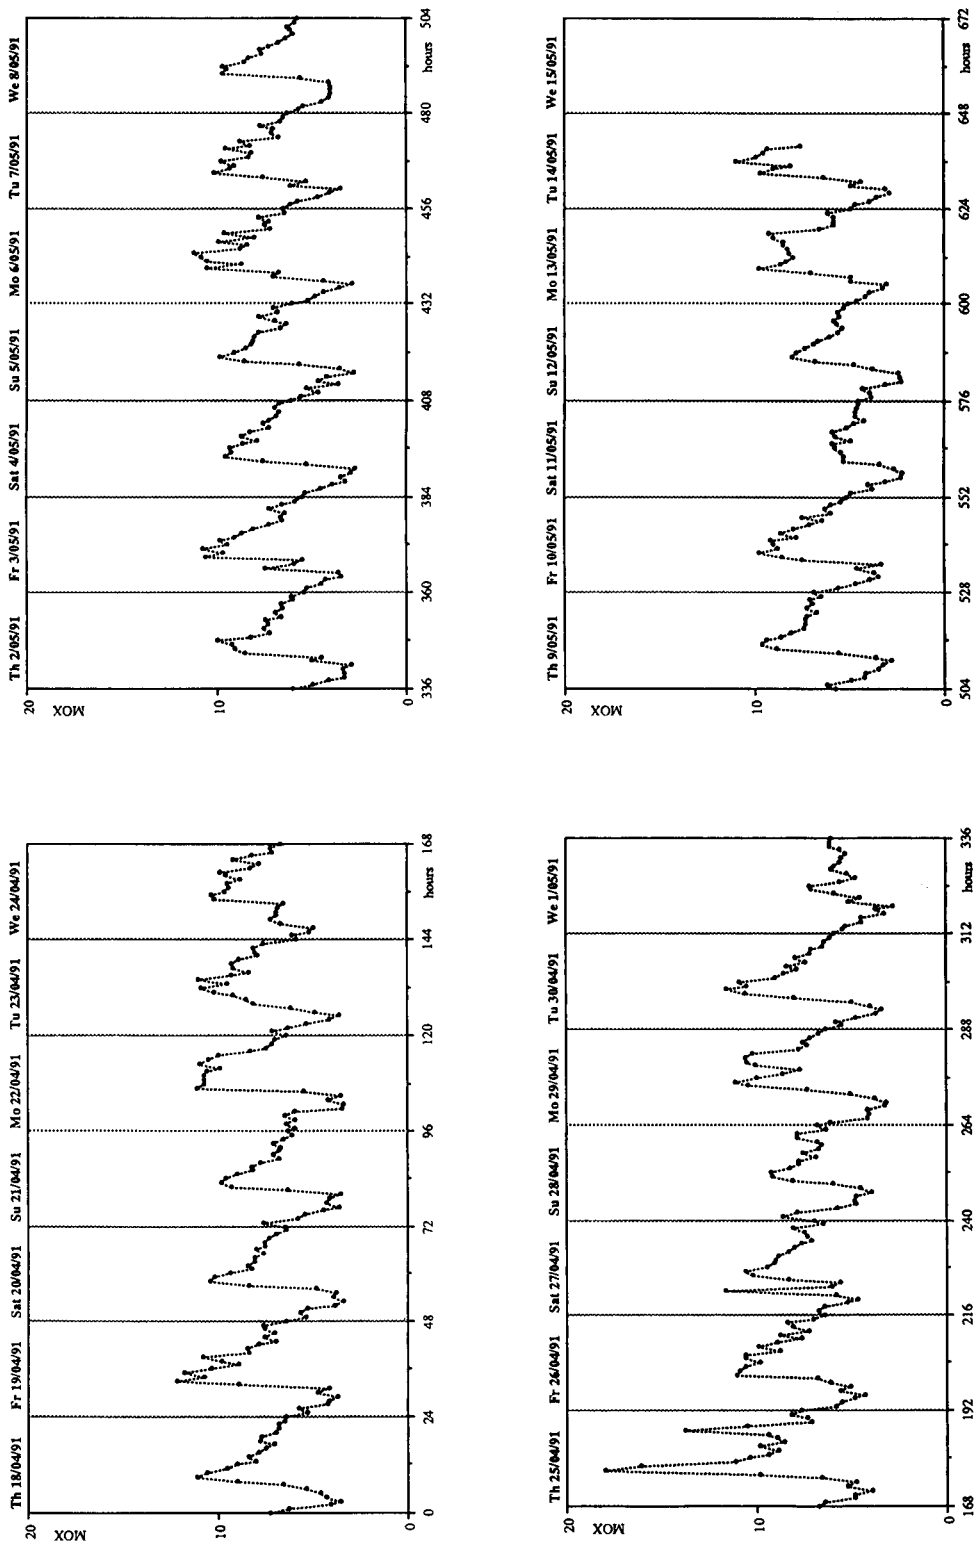 Th 18/04/91 Fr 19/04/91 Sat 20/04/91 Su 21/04/91 Mo 22/04/91 Tu 23/04/91 We 24/04/91
20
MOX
10
0
0 24 48 72 96 120 144 168
hours
Th 2/05/91 Fr 3/05/91 Sat 4/05/91 Su 5/05/91 Mo 6/05/91 Tu 7/05/91 We 8/05/91
20
MOX
10
0
336 360 384 408 432 456 480 504
hours
Th 25/04/91 Fr 26/04/91 Sat 27/04/91 Su 28/04/91 Mo 29/04/91 Tu 30/04/91 We 1/05/91
20
MOX
10
0
168 192 216 240 264 288 312 336
hours
Th 9/05/91 Fr 10/05/91 Sat 11/05/91 Su 12/05/91 Mo 13/05/91 Tu 14/05/91 We 15/05/91
20
MOX
10
0
504 528 552 576 600 624 648 672
hours